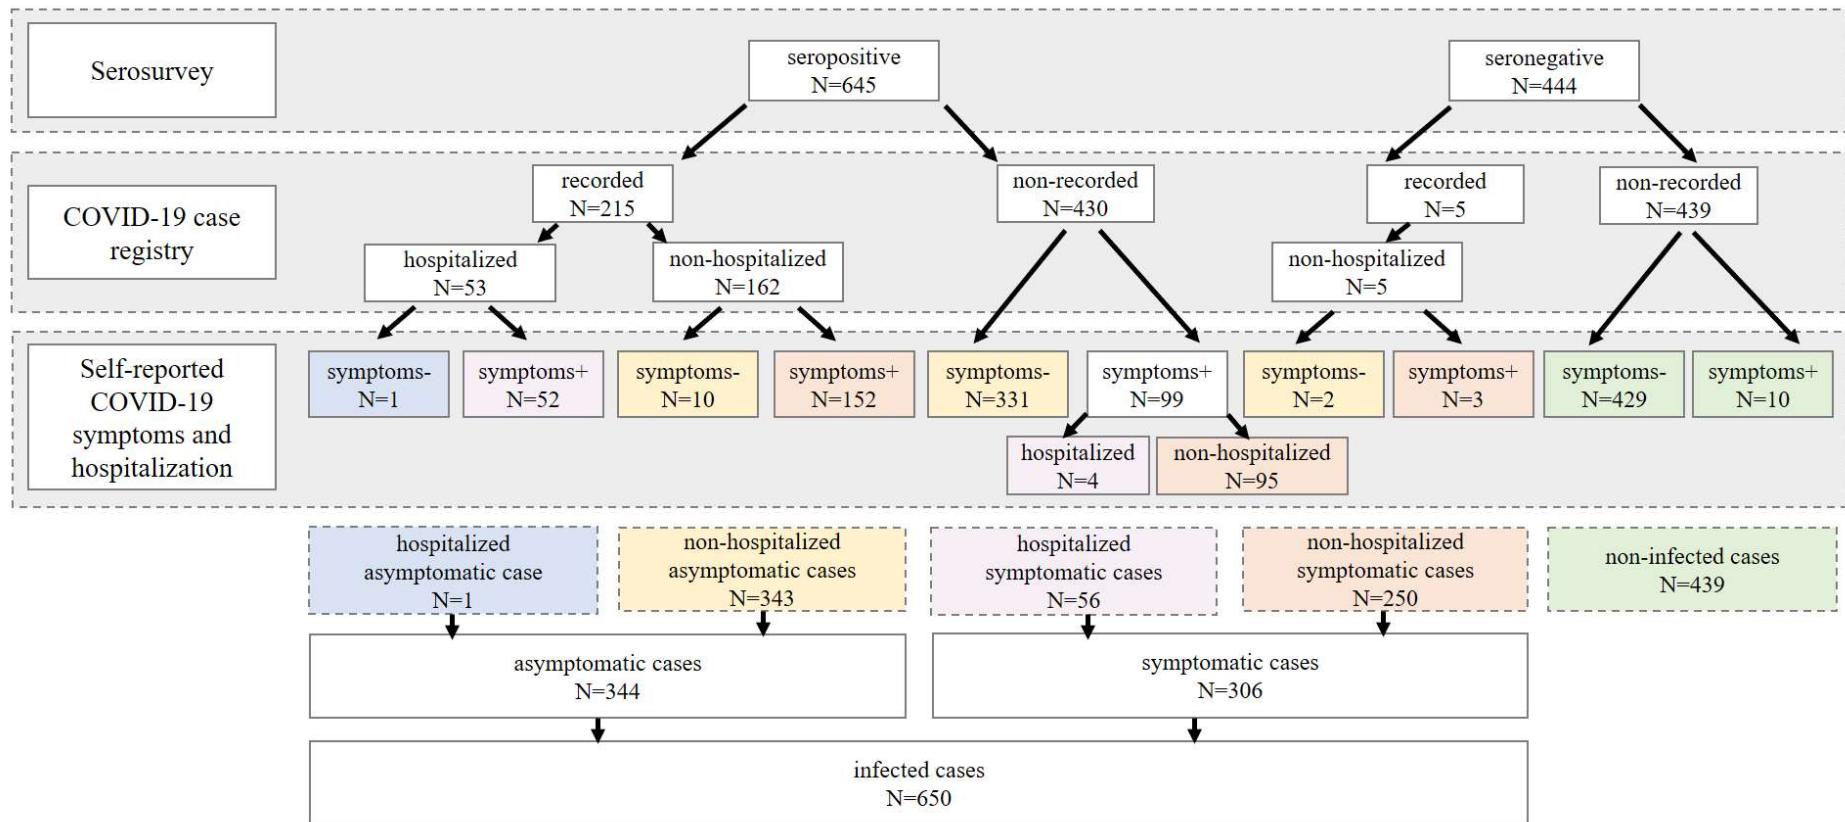 Serosurvey
seropositive
N=645
seronegative
N=444
COVID-19 case
registry
recorded
N=215
non-recorded
N=430
recorded
N=5
non-recorded
N=439
hospitalized
N=53
non-hospitalized
N=162
non-hospitalized
N=5
Self-reported
COVID-19
symptoms and
hospitalization
symptoms-
N=1
symptoms+
N=52
symptoms-
N=10
symptoms+
N=152
symptoms-
N=331
symptoms+
N=99
symptoms-
N=2
symptoms+
N=3
symptoms-
N=429
symptoms+
N=10
hospitalized
N=4
non-hospitalized
N=95
hospitalized
asymptomatic case
N=1
non-hospitalized
asymptomatic cases
N=343
hospitalized
symptomatic cases
N=56
non-hospitalized
symptomatic cases
N=250
non-infected cases
N=439
asymptomatic cases
N=344
symptomatic cases
N=306
infected cases
N=650